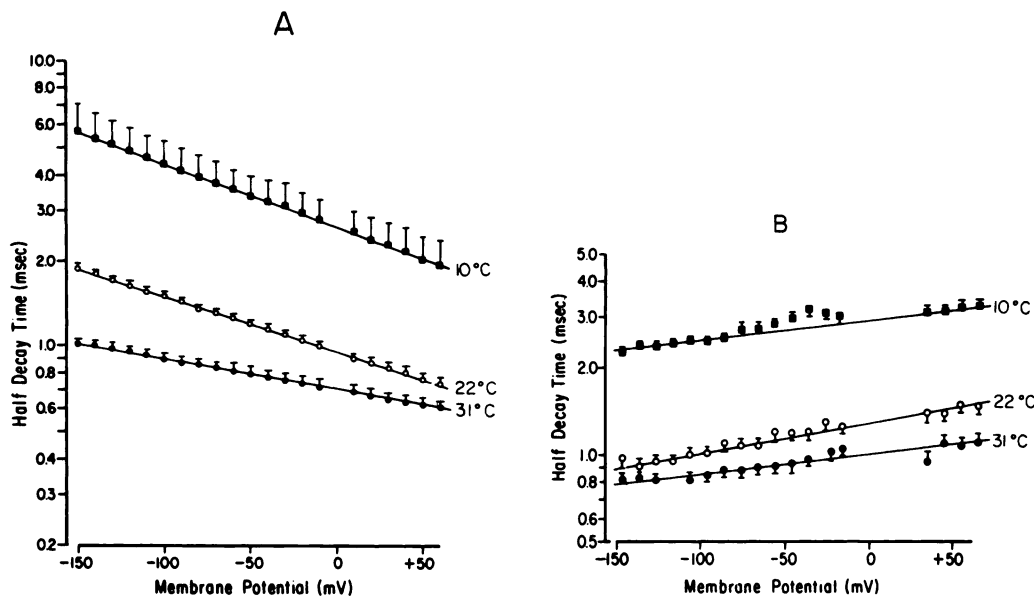 A
Half Decay Time (msec)
10.0
8.0
6.0
4.0
3.0
2.0
1.0
0.8
0.6
0.4
0.3
0.2
10°C
22°C
31°C
-150
-100
-50
0
+50
Membrane Potential (mV)
B
Half Decay Time (msec)
5.0
3.0
2.0
1.0
0.8
0.6
0.5
10°C
22°C
31°C
-150
-100
-50
0
+50
Membrane Potential (mV)